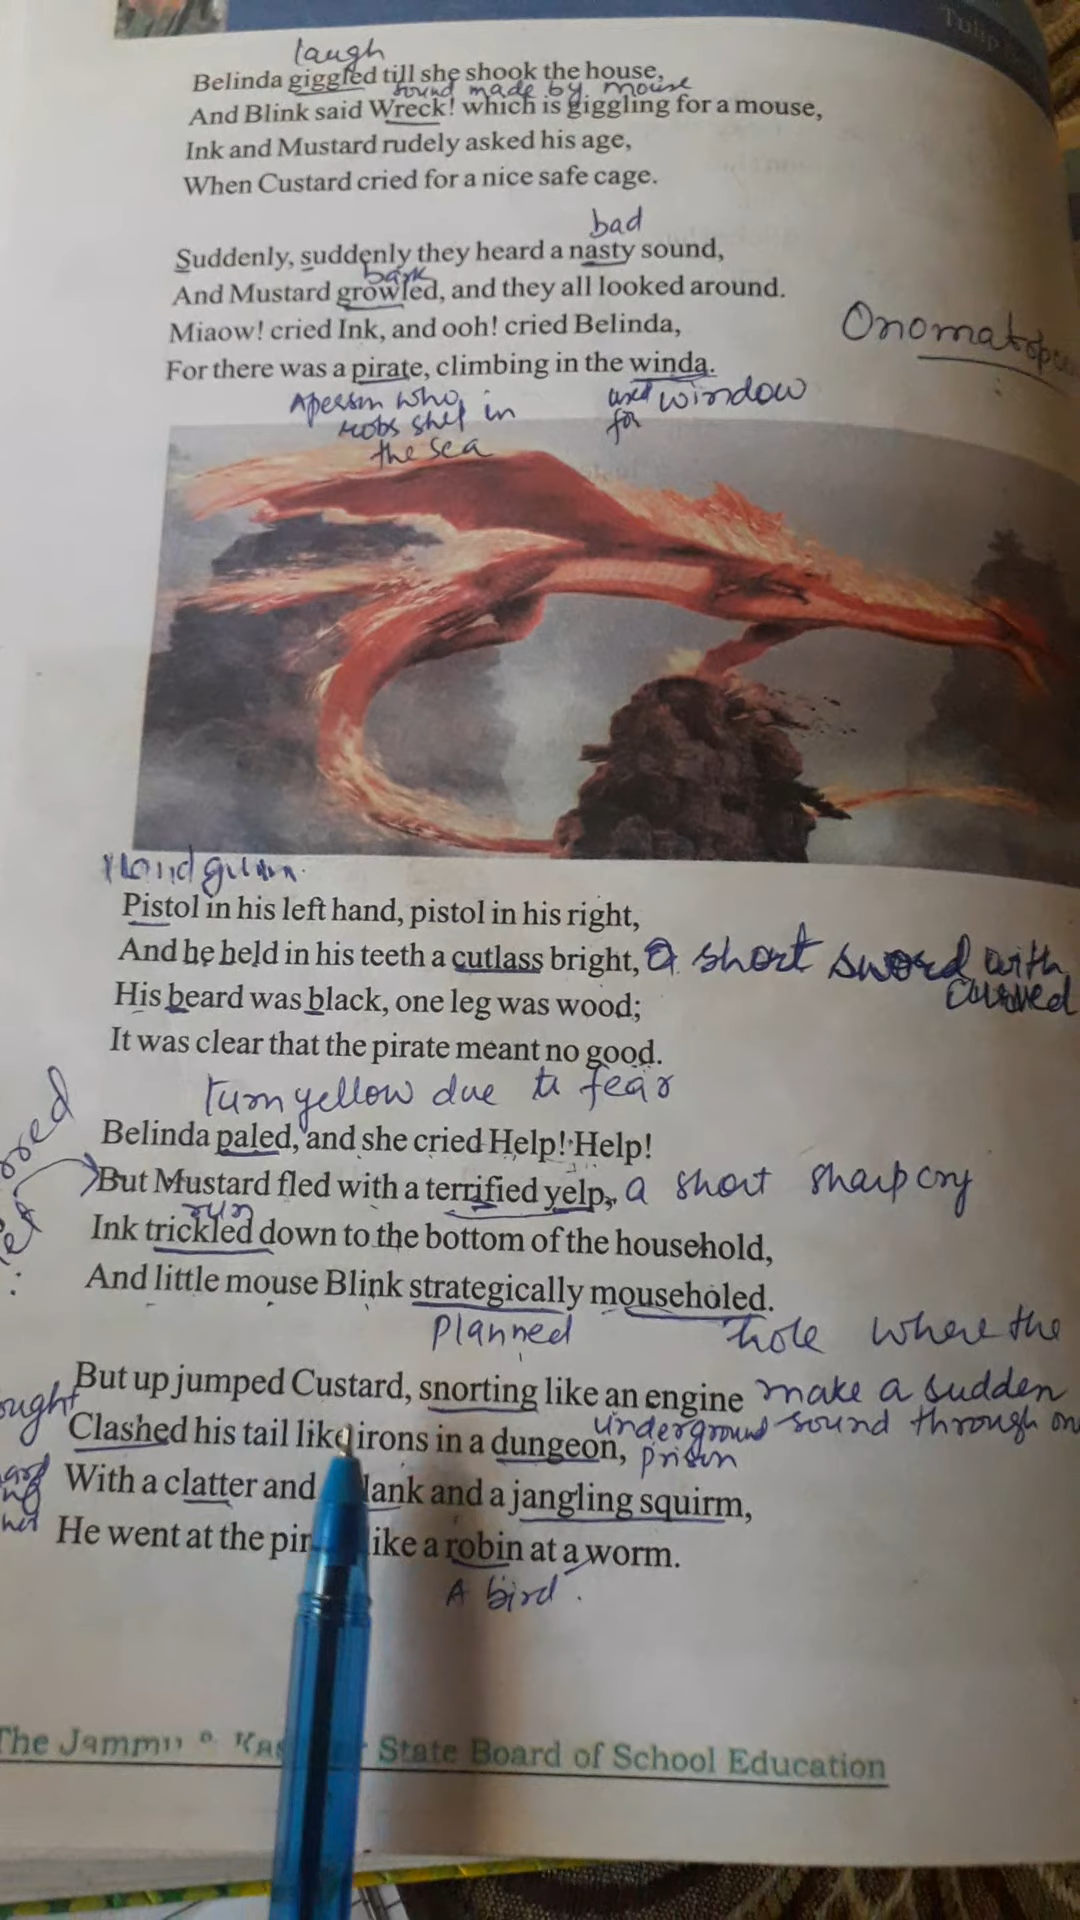 Tulip
laugh
Belinda giggled till she shook the house,
sound made by mouse
And Blink said Wreck! which is giggling for a mouse,
Ink and Mustard rudely asked his age,
When Custard cried for a nice safe cage.
bad
Suddenly, suddenly they heard a nasty sound,
bark
And Mustard growled, and they all looked around.
Miaow! cried Ink, and ooh! cried Belinda,
For there was a pirate, climbing in the winda.
A person who
robs ship in
the sea
used window
for
Pistol in his left hand, pistol in his right,
And he held in his teeth a cutlass bright, a short sword with
curved
His beard was black, one leg was wood;
It was clear that the pirate meant no good.
Turn yellow due to fear
Belinda paled, and she cried Help! Help!
But Mustard fled with a terrified yelp, a short sharp cry
run
Ink trickled down to the bottom of the household,
And little mouse Blink strategically mouseholed.
Planned
hole where the
But up jumped Custard, snorting like an engine make a sudden
sound through
Clashed his tail like irons in a dungeon, underground prison
With a clatter and a jangling squirm,
He went at the like a robin at a worm.
A bird.
The Jammu State Board of School Education